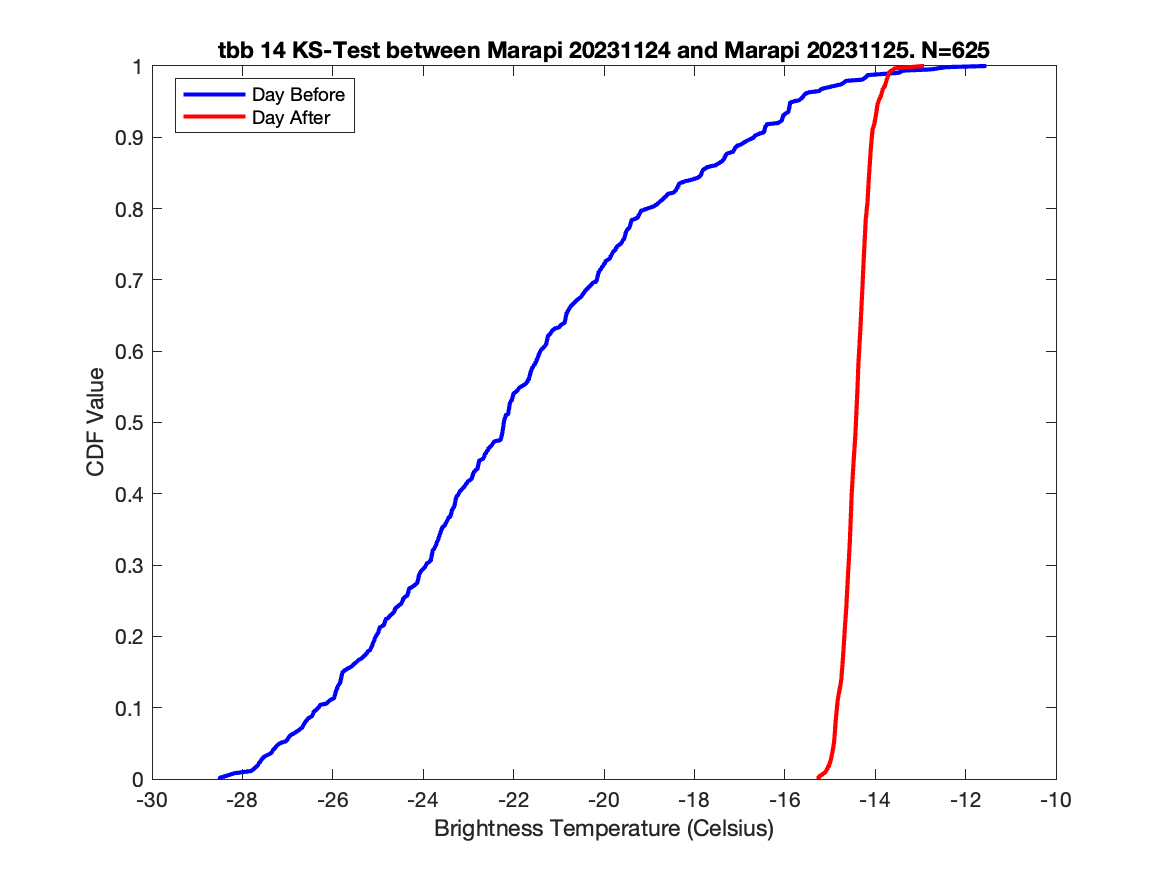 tbb 14 KS-Test between Marapi 20231124 and Marapi 20231125. N=625
Day Before
Day After
1
0.9
0.8
0.7
0.6
0.5
0.4
0.3
0.2
0.1
0
CDF Value
-30 -28 -26 -24 -22 -20 -18 -16 -14 -12 -10
Brightness Temperature (Celsius)